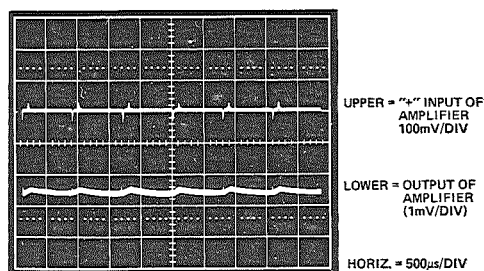 UPPER = "+" INPUT OF
AMPLIFIER
100mV/DIV
LOWER = OUTPUT OF
AMPLIFIER
(1mV/DIV)
HORIZ. = 500µs/DIV